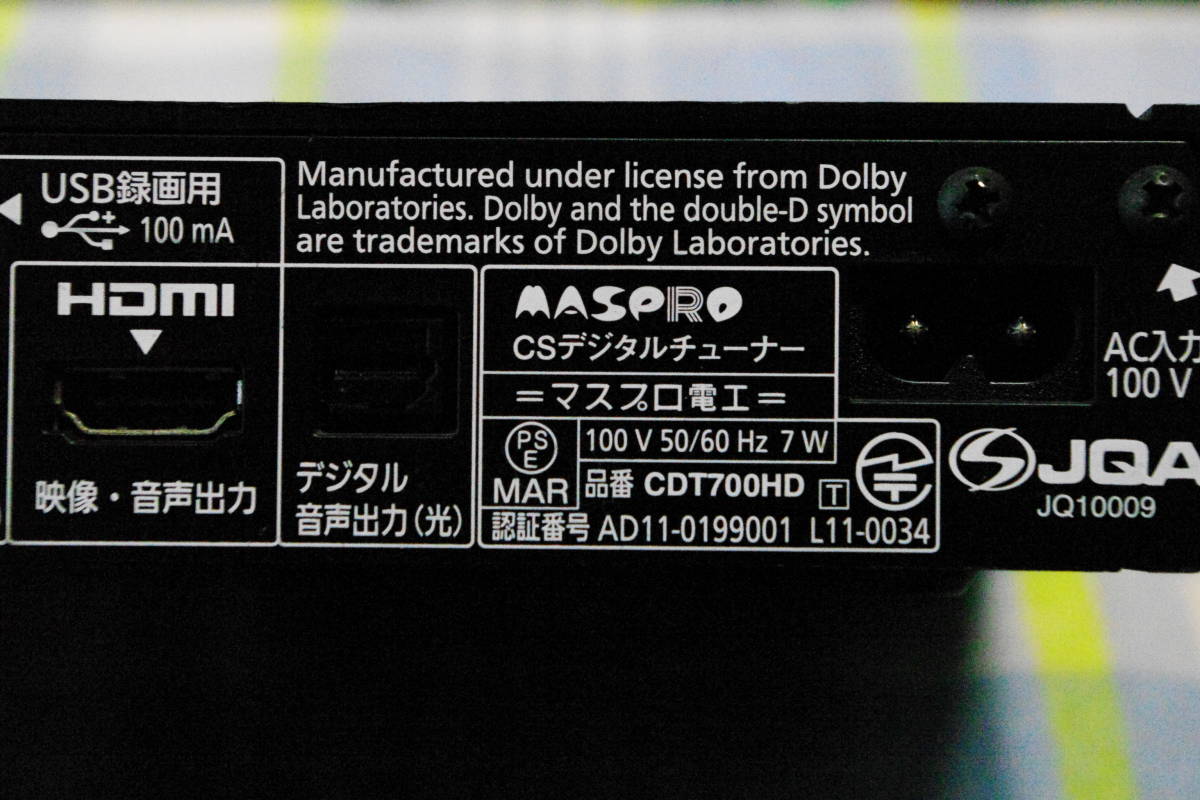 USB録画用
100 mA
Manufactured under license from Dolby
Laboratories. Dolby and the double-D symbol
are trademarks of Dolby Laboratories.
HDMI
映像・音声出力
デジタル
音声出力(光)
MASPRO
CSデジタルチューナー
=マスプロ電工=
PS
E
MAR
100 V 50/60 Hz 7 W
品番 CDT700HD T
認証番号 AD11-0199001 L11-0034
AC入力
100 V
JQA
JQ10009